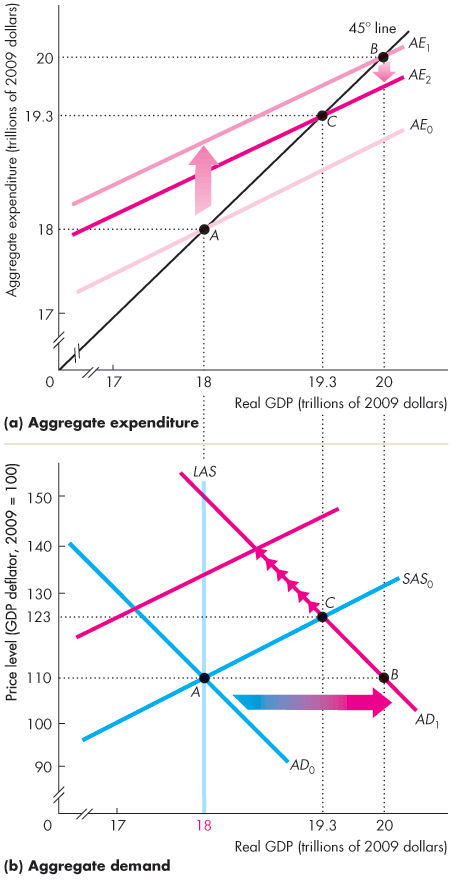 Aggregate expenditure (trillions of 2009 dollars)
45° line
20
B
AE1
AE2
19.3
C
AE0
18
A
17
0
17
18
19.3
20
Real GDP (trillions of 2009 dollars)
(a) Aggregate expenditure
Price level (GDP deflator, 2009 = 100)
LAS
150
140
130
SAS0
123
C
110
A
B
100
AD1
90
AD0
0
17
18
19.3
20
Real GDP (trillions of 2009 dollars)
(b) Aggregate demand